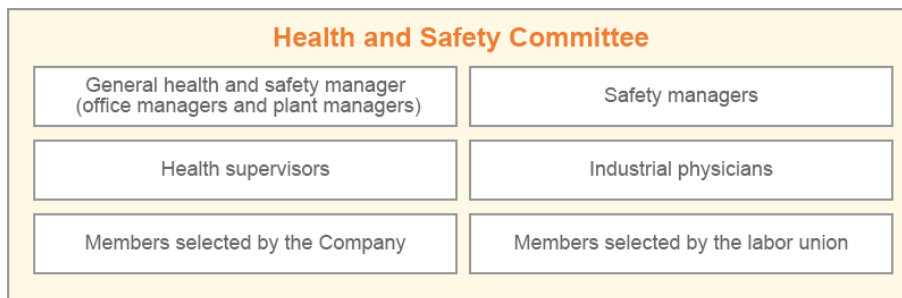 Health and Safety Committee
General health and safety manager
(office managers and plant managers)
Safety managers
Health supervisors
Industrial physicians
Members selected by the Company
Members selected by the labor union